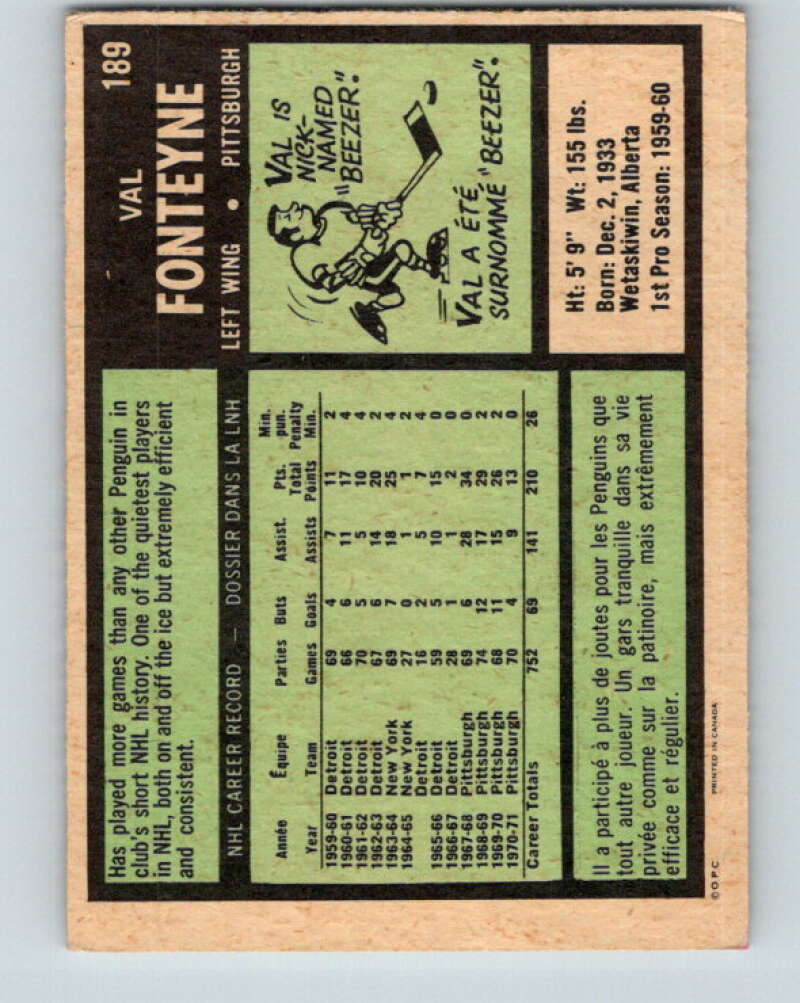 189
VAL
FONTEYNE
LEFT WING • PITTSBURGH
Has played more games than any other Penguin in
club's short NHL history. One of the quietest players
in NHL, both on and off the ice but extremely efficient
and consistent.
VAL IS
NICK-
NAMED
"BEEZER".
VAL A ÉTÉ
SURNOMMÉ "BEEZER".
NHL CAREER RECORD — DOSSIER DANS LA LNH
Min.
Pts. pun.
Année Équipe Parties Buts Assist. Total Penalty
Year Team Games Goals Assists Points Min.
1959-60 Detroit 69 4 7 11 2
1960-61 Detroit 66 6 11 17 4
1961-62 Detroit 70 5 5 10 4
1962-63 Detroit 67 6 14 20 2
1963-64 New York 69 7 18 25 4
1964-65 New York 27 0 1 1 2
Detroit 16 2 5 7 4
1965-66 Detroit 59 5 10 15 0
1966-67 Detroit 28 1 1 2 0
1967-68 Pittsburgh 69 6 28 34 0
1968-69 Pittsburgh 74 12 17 29 2
1969-70 Pittsburgh 68 11 15 26 2
1970-71 Pittsburgh 70 4 9 13 0
Career Totals 752 69 141 210 26
Ht: 5' 9" Wt: 155 lbs.
Born: Dec. 2, 1933
Wetaskiwin, Alberta
1st Pro Season: 1959-60
Il a participé à plus de joutes pour les Penguins que
tout autre joueur. Un gars tranquille dans sa vie
privée comme sur la patinoire, mais extrêmement
efficace et régulier.
© O P C PRINTED IN CANADA